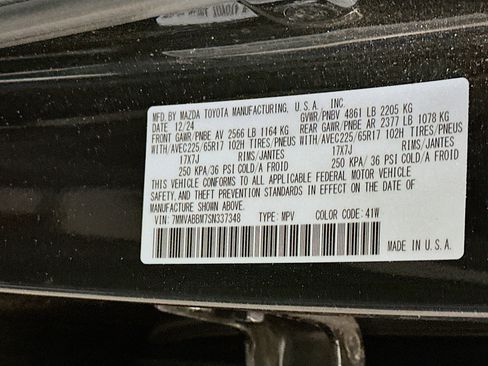 MFD. BY MAZDA TOYOTA MANUFACTURING, U.S.A., INC.
DATE 12/24 GVWR/PNBV 4861 LB 2205 KG
FRONT GAWR/PNBE AV 2566 LB 1164 KG REAR GAWR/PNBE AR 2377 LB 1078 KG
WITH/AVEC225/65R17 102H TIRES/PNEUS WITH/AVEC225/65R17 102H TIRES/PNEUS
17X7J RIMS/JANTES 17X7J RIMS/JANTES
250 KPA/ 36 PSI COLD/A FROID 250 KPA/ 36 PSI COLD/A FROID
THIS VEHICLE CONFORMS TO ALL APPLICABLE FEDERAL MOTOR VEHICLE
SAFETY, AND THEFT PREVENTION STANDARDS IN EFFECT ON THE DATE OF
MANUFACTURE SHOWN ABOVE.
VIN: 7MMVABBM7SN337348 TYPE: MPV COLOR CODE: 41W
MADE IN U.S.A.